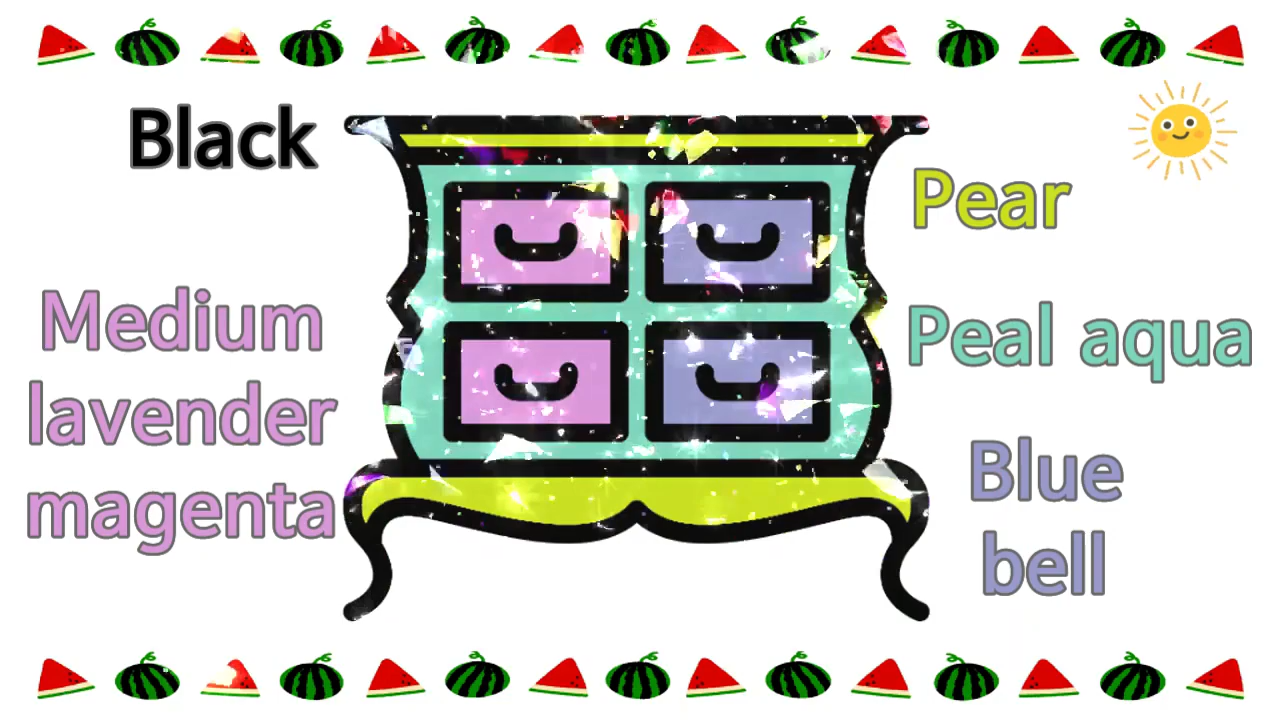 Black
Pear
Medium
lavender
magenta
Peal aqua
Blue
bell